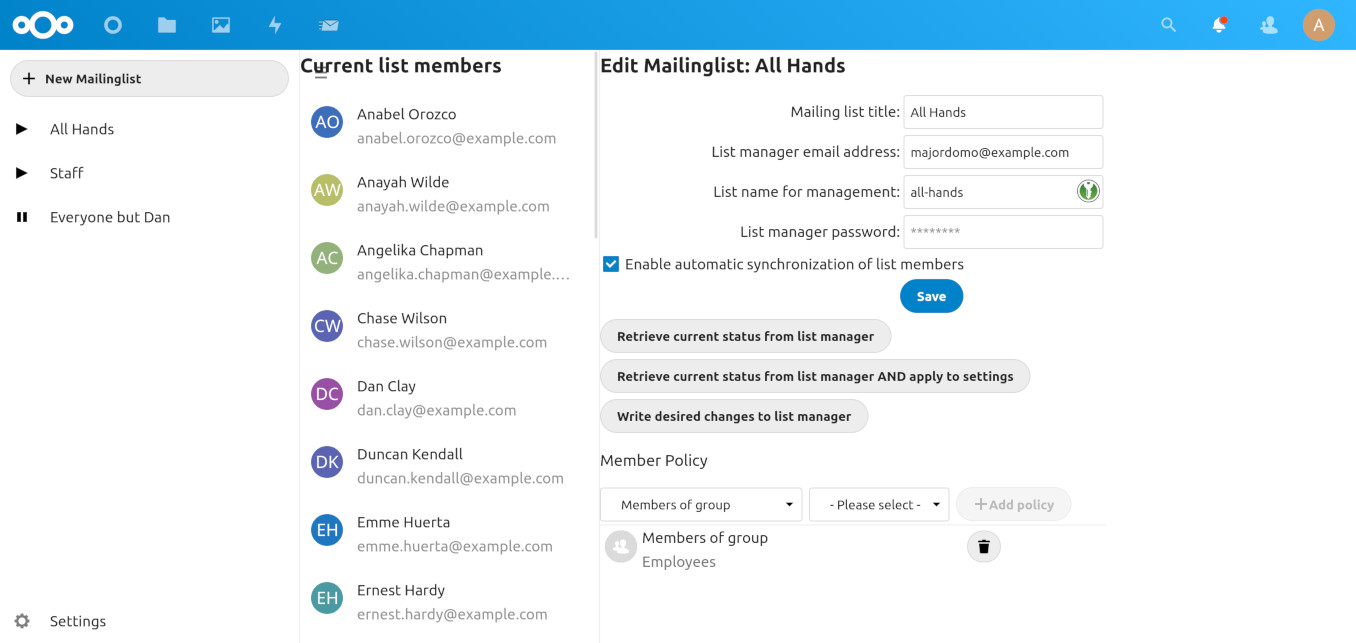 A
New Mailinglist
All Hands
Staff
Everyone but Dan
Settings
Current list members
AO
Anabel Orozco
anabel.orozco@example.com
AW
Anayah Wilde
anayah.wilde@example.com
AC
Angelika Chapman
angelika.chapman@example.…
CW
Chase Wilson
chase.wilson@example.com
DC
Dan Clay
dan.clay@example.com
DK
Duncan Kendall
duncan.kendall@example.com
EH
Emme Huerta
emme.huerta@example.com
EH
Ernest Hardy
ernest.hardy@example.com
Edit Mailinglist: All Hands
Mailing list title: All Hands
List manager email address: majordomo@example.com
List name for management: all-hands
List manager password: ********
Enable automatic synchronization of list members
Save
Retrieve current status from list manager
Retrieve current status from list manager AND apply to settings
Write desired changes to list manager
Member Policy
Members of group - Please select - +Add policy
Members of group
Employees